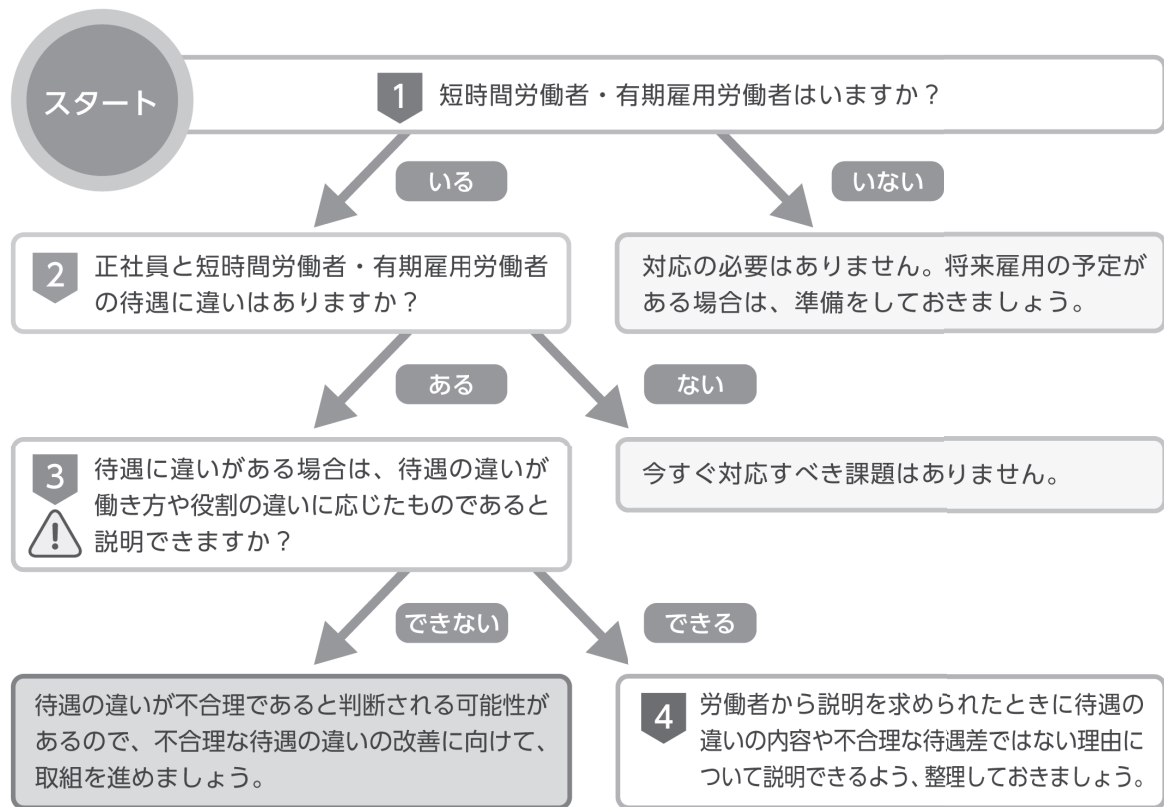 スタート
1 短時間労働者・有期雇用労働者はいますか？
いる
いない
2 正社員と短時間労働者・有期雇用労働者
の待遇に違いはありますか？
対応の必要はありません。将来雇用の予定が
ある場合は、準備をしておきましょう。
ある
ない
3 待遇に違いがある場合は、待遇の違いが
働き方や役割の違いに応じたものであると
説明できますか？
今すぐ対応すべき課題はありません。
できない
できる
待遇の違いが不合理であると判断される可能性が
あるので、不合理な待遇の違いの改善に向けて、
取組を進めましょう。
4 労働者から説明を求められたときに待遇の
違いの内容や不合理な待遇差ではない理由に
ついて説明できるよう、整理しておきましょう。